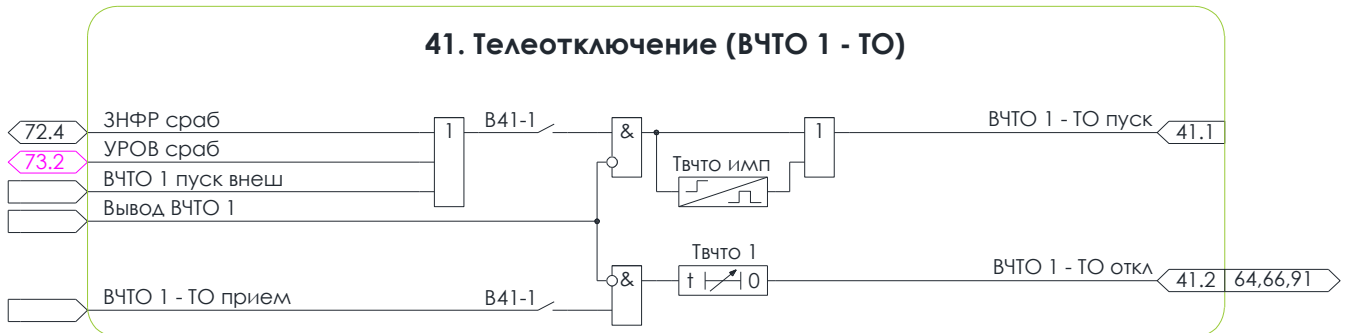 41. Телеотключение (ВЧТО 1 - ТО)
72.4 ЗНФР сраб 1 В41-1 & 1 ВЧТО 1 - ТО пуск 41.1
73.2 УРОВ сраб Твчто имп
ВЧТО 1 пуск внеш
Вывод ВЧТО 1
Твчто 1
& t 0 ВЧТО 1 - ТО откл 41.2 64,66,91
ВЧТО 1 - ТО прием В41-1